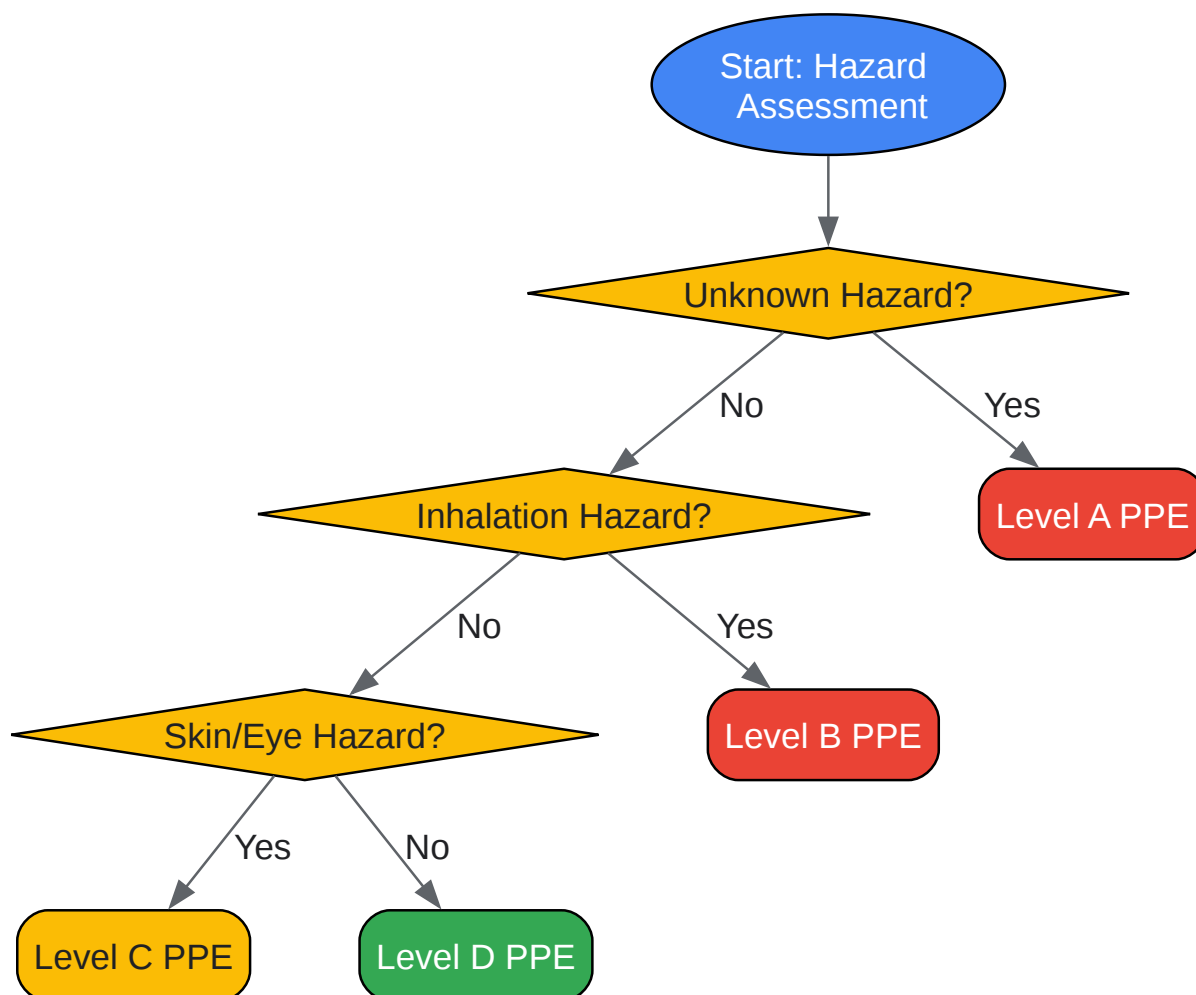 Start: Hazard
Assessment
Unknown Hazard?
No
Yes
Inhalation Hazard?
Level A PPE
No
Yes
Skin/Eye Hazard?
Level B PPE
Yes
No
Level C PPE
Level D PPE